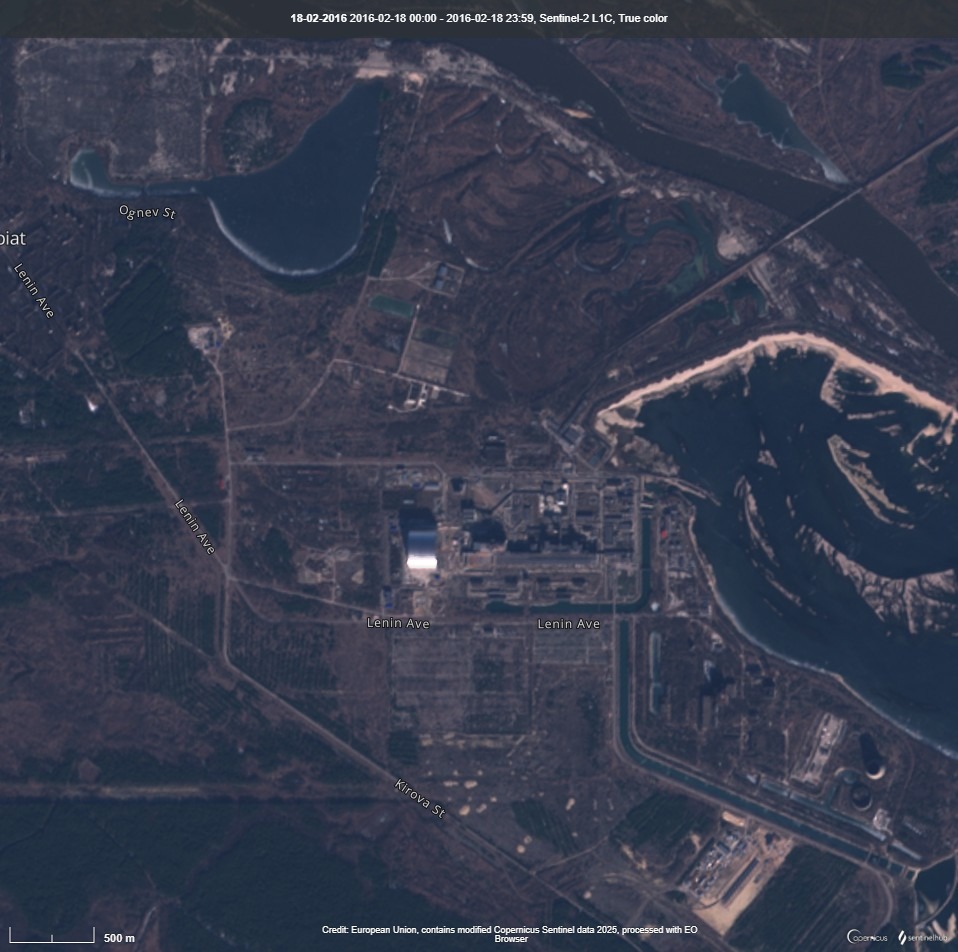 18-02-2016 2016-02-18 00:00 - 2016-02-18 23:59, Sentinel-2 L1C, True color
Ognev St
piat
Lenin Ave
Lenin Ave
Lenin Ave
Lenin Ave
Kirova St
500 m
Credit: European Union, contains modified Copernicus Sentinel data 2025, processed with EO
Browser
opernicus
sentinelhub